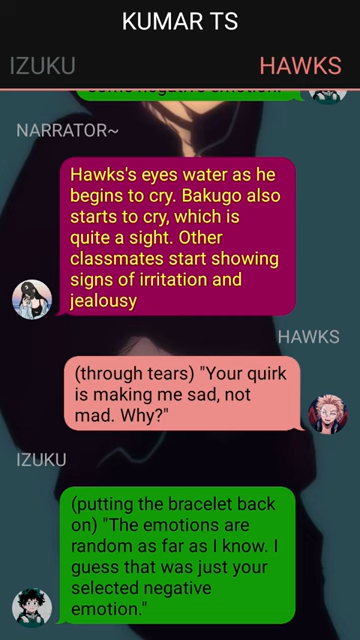 KUMAR TS
IZUKU
HAWKS
some negative emotion."
NARRATOR~
Hawks's eyes water as he
begins to cry. Bakugo also
starts to cry, which is
quite a sight. Other
classmates start showing
signs of irritation and
jealousy
HAWKS
(through tears) "Your quirk
is making me sad, not
mad. Why?"
IZUKU
(putting the bracelet back
on) "The emotions are
random as far as I know. I
guess that was just your
selected negative
emotion."